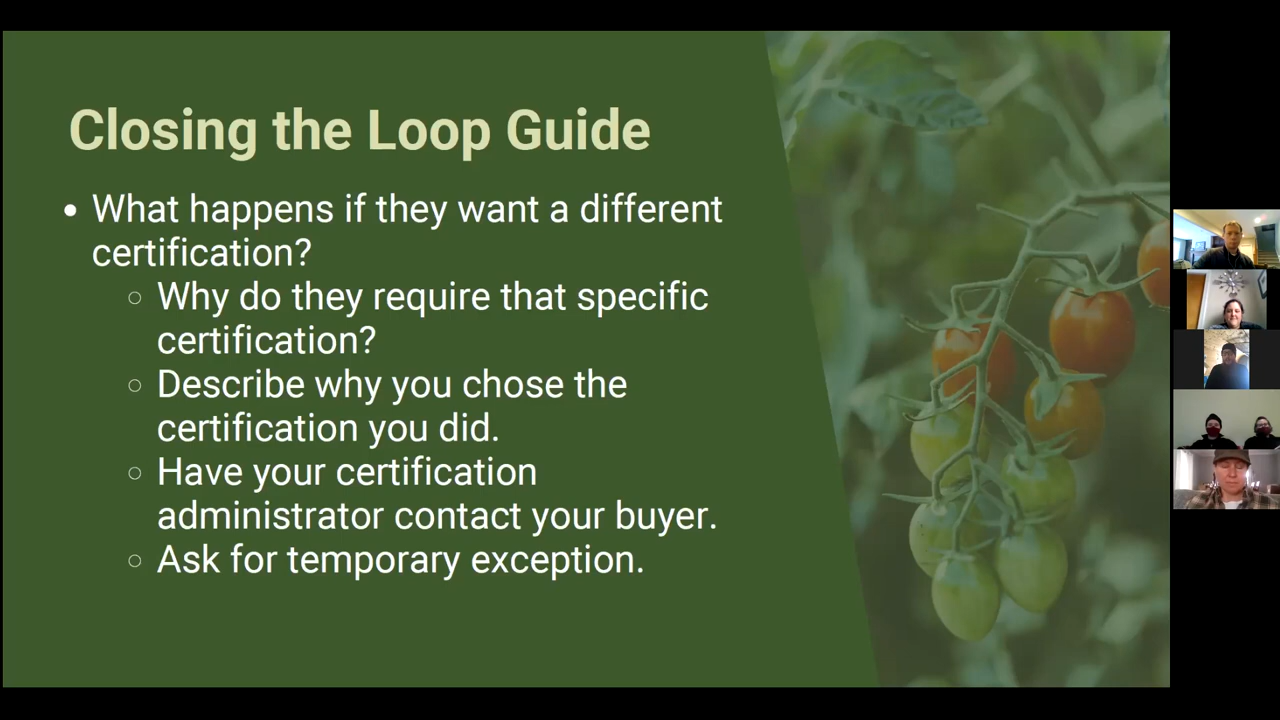 Closing the Loop Guide
• What happens if they want a different
certification?
○ Why do they require that specific
certification?
○ Describe why you chose the
certification you did.
○ Have your certification
administrator contact your buyer.
○ Ask for temporary exception.